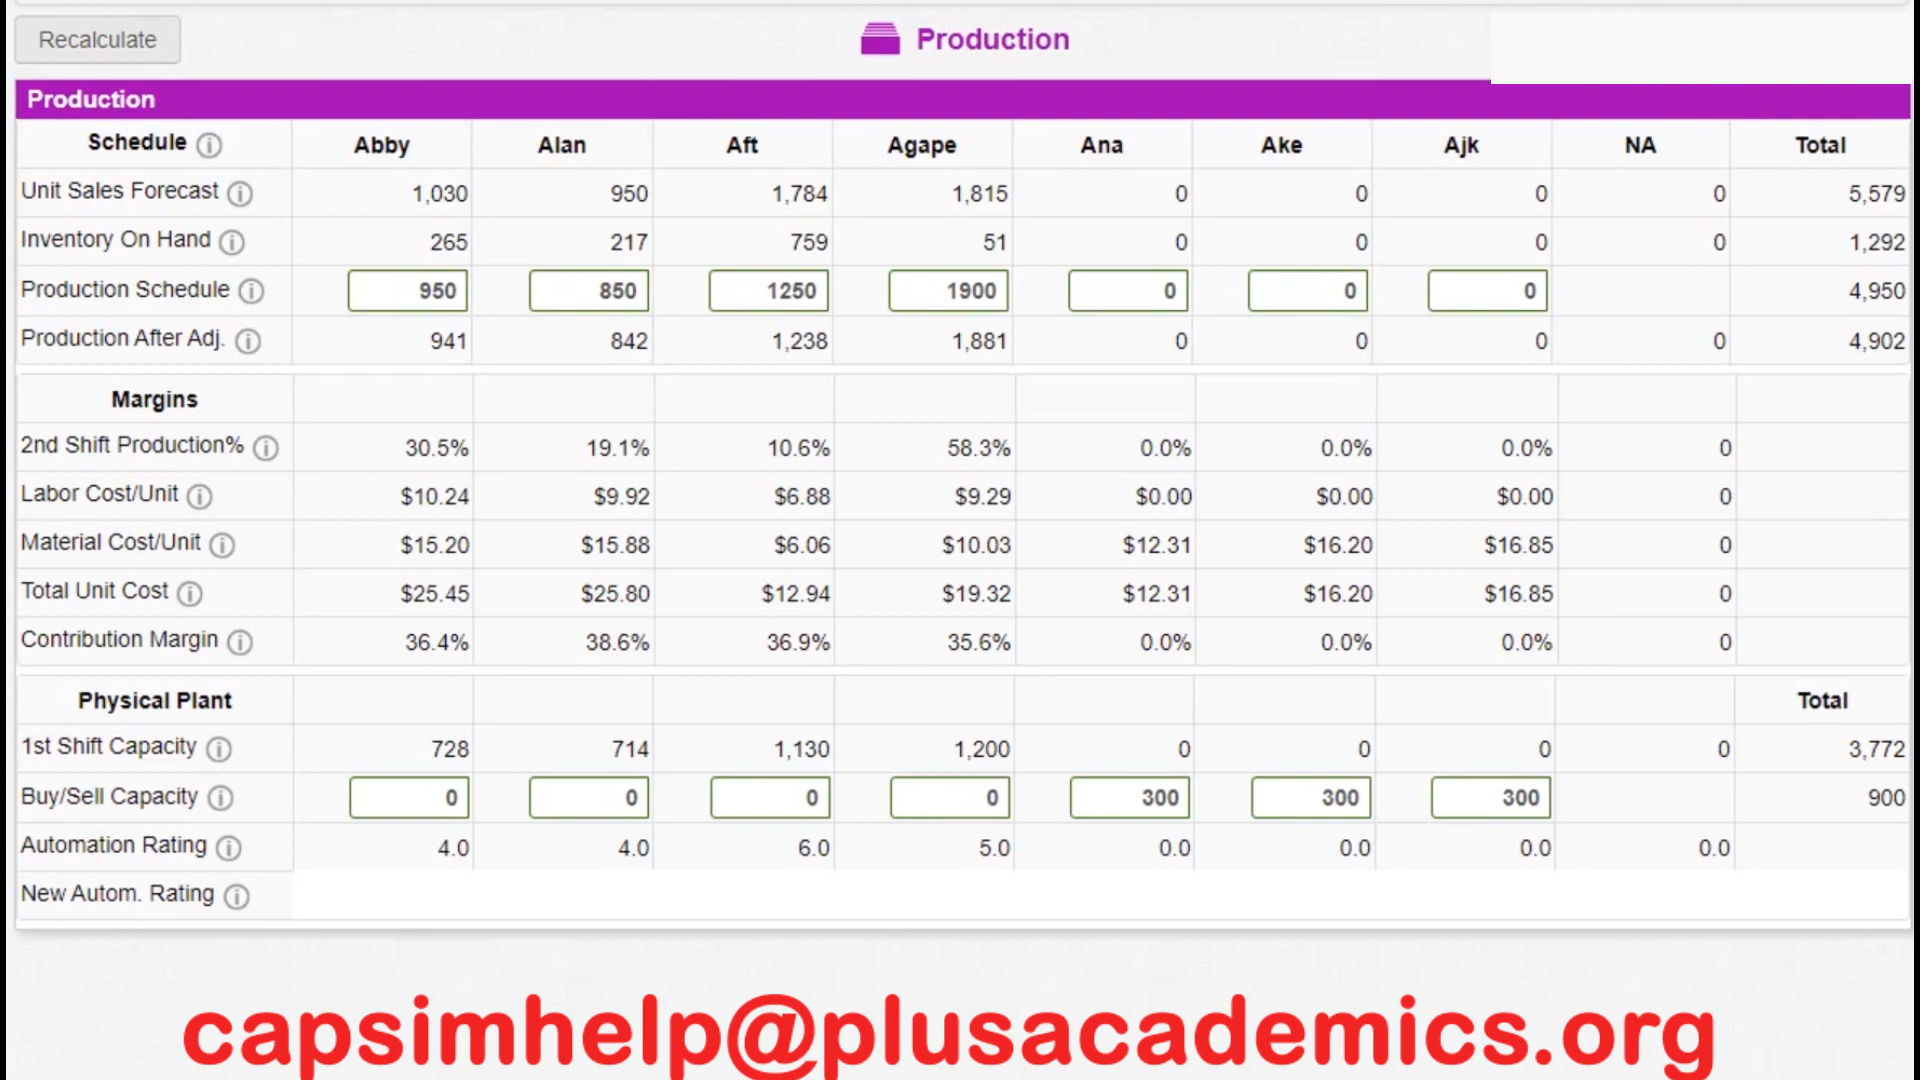 Recalculate
Production
Production
Schedule Abby Alan Aft Agape Ana Ake Ajk NA Total
Unit Sales Forecast 1,030 950 1,784 1,815 0 0 0 0 5,579
Inventory On Hand 265 217 759 51 0 0 0 0 1,292
Production Schedule 950 850 1250 1900 0 0 0 4,950
Production After Adj. 941 842 1,238 1,881 0 0 0 0 4,902
Margins
2nd Shift Production% 30.5% 19.1% 10.6% 58.3% 0.0% 0.0% 0.0% 0
Labor Cost/Unit $10.24 $9.92 $6.88 $9.29 $0.00 $0.00 $0.00 0
Material Cost/Unit $15.20 $15.88 $6.06 $10.03 $12.31 $16.20 $16.85 0
Total Unit Cost $25.45 $25.80 $12.94 $19.32 $12.31 $16.20 $16.85 0
Contribution Margin 36.4% 38.6% 36.9% 35.6% 0.0% 0.0% 0.0% 0
Physical Plant Total
1st Shift Capacity 728 714 1,130 1,200 0 0 0 0 3,772
Buy/Sell Capacity 0 0 0 0 300 300 300 900
Automation Rating 4.0 4.0 6.0 5.0 0.0 0.0 0.0 0.0
New Autom. Rating
capsimhelp@plusacademics.org